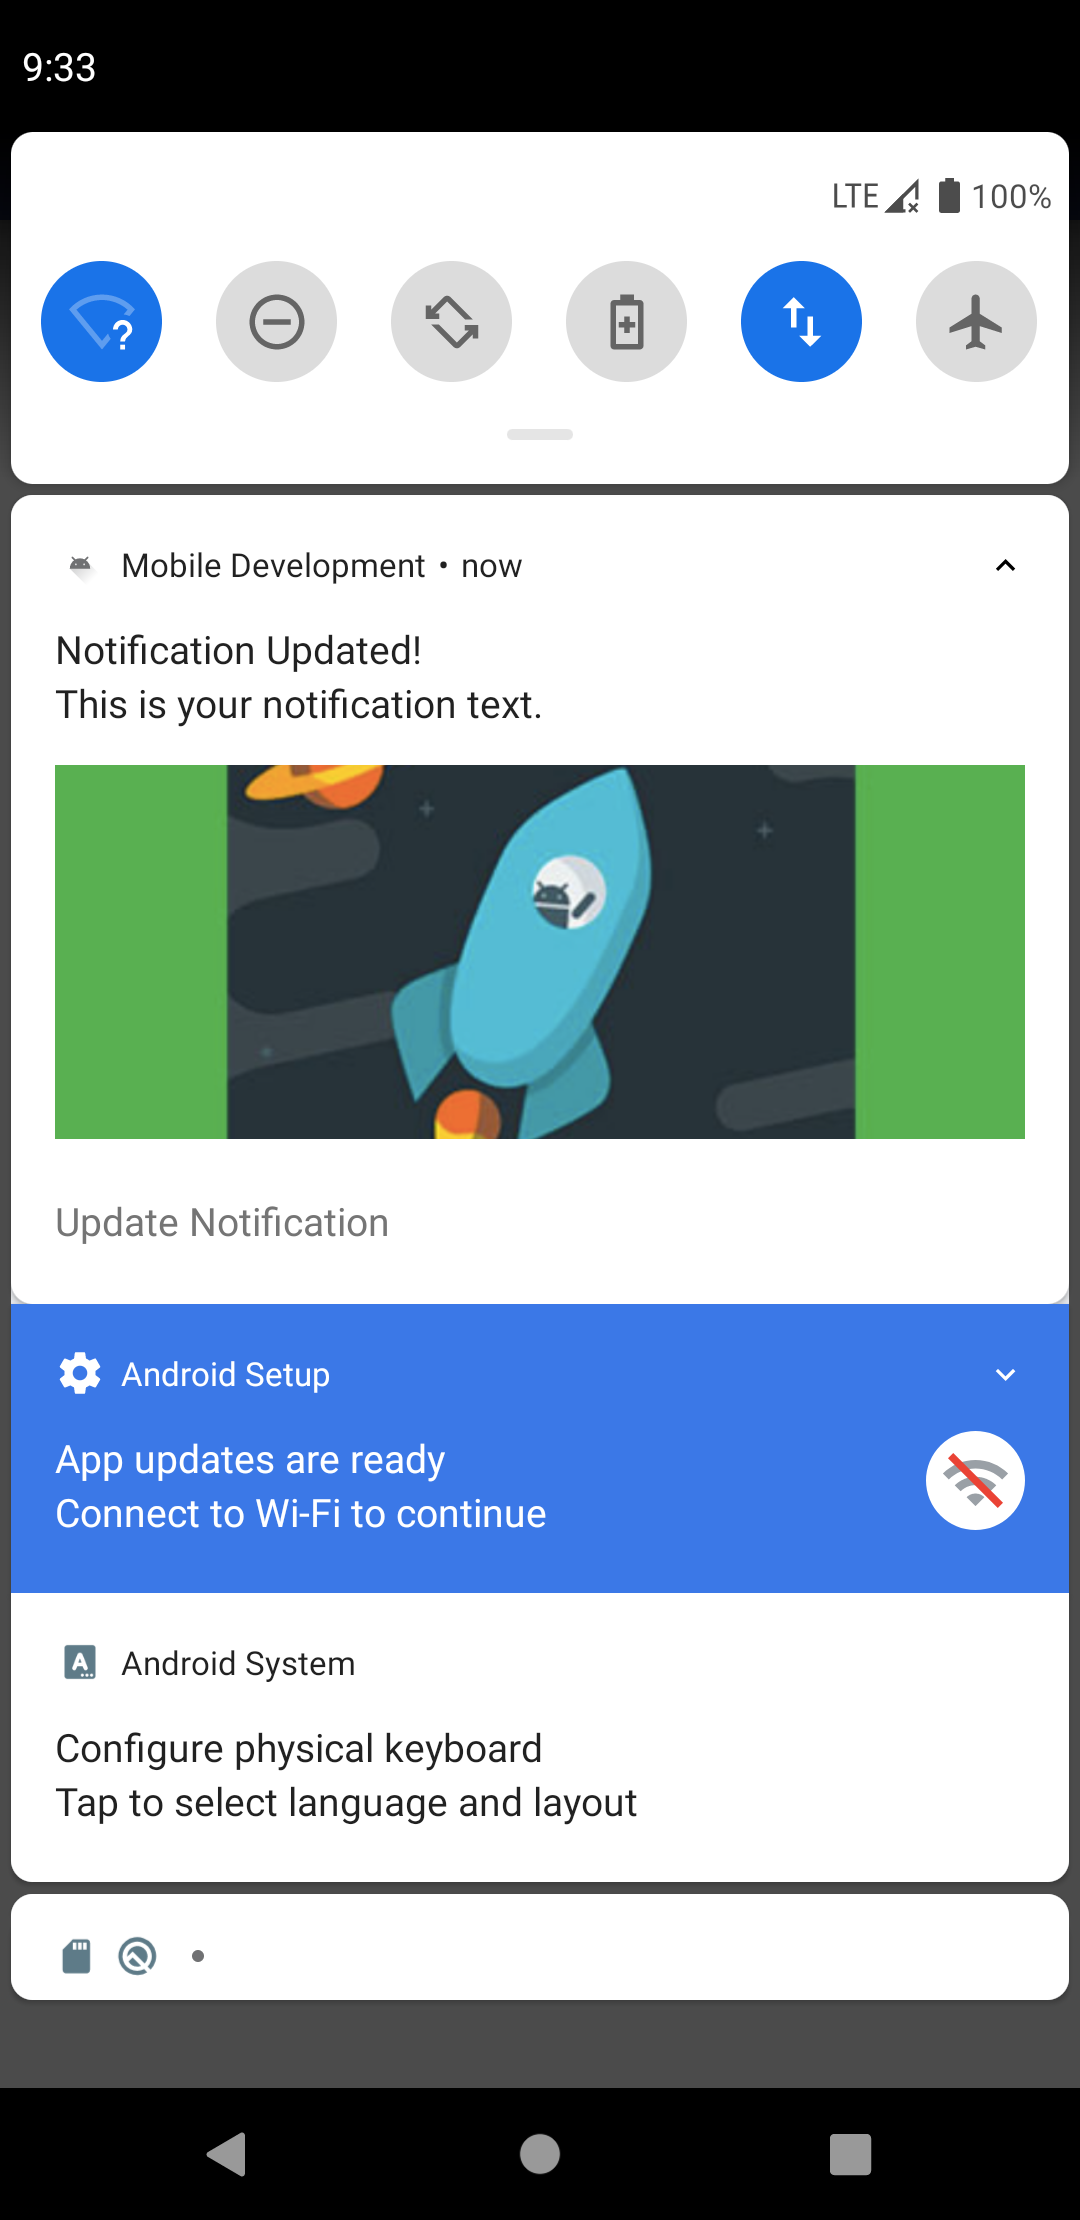 9:33
LTE 100%
Mobile Development • now
Notification Updated!
This is your notification text.
Update Notification
Android Setup
App updates are ready
Connect to Wi-Fi to continue
Android System
Configure physical keyboard
Tap to select language and layout